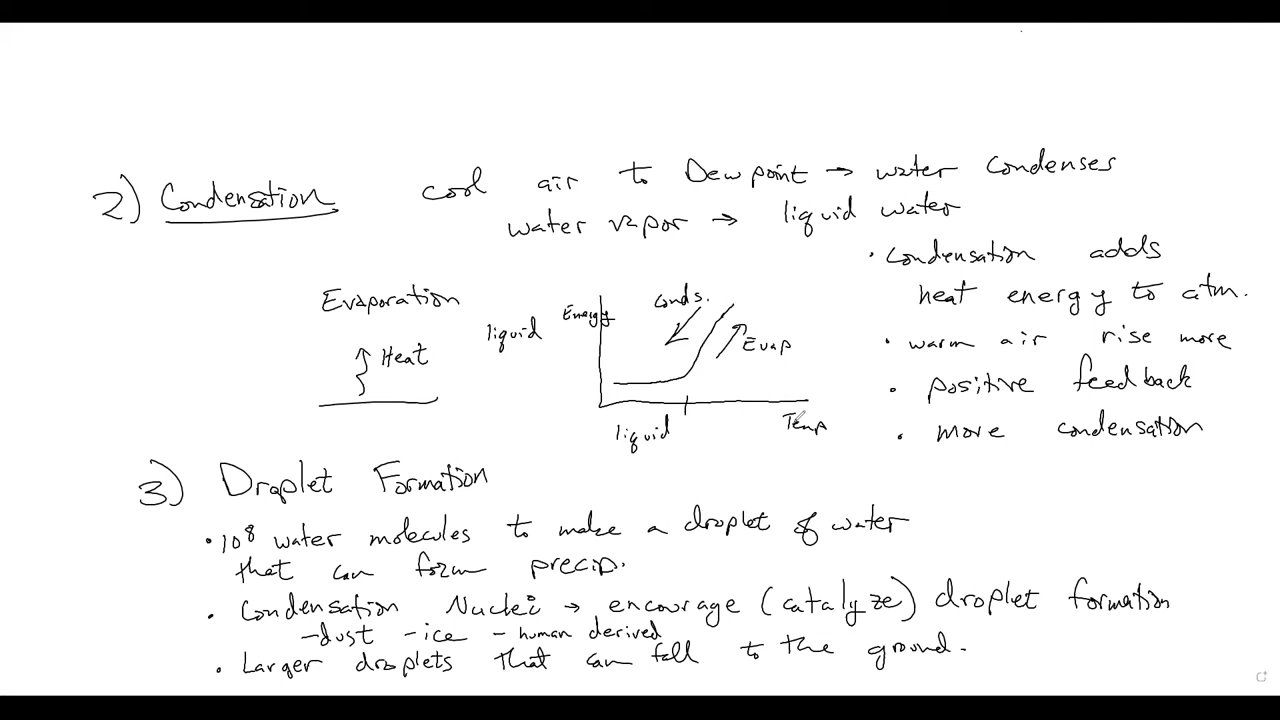 2) Condensation cool air to Dew point → water condenses
water vapor → liquid water
• Condensation adds
heat energy to atm.
• warm air rise more
• positive feedback
• more condensation
Evaporation
Heat
liquid
Energy
Conds.
Evap
liquid
Temp
3) Droplet Formation
• 10⁸ water molecules to make a droplet of water
that can form precip.
• Condensation Nuclei → encourage (catalyze) droplet formation
- dust - ice - human derived
• Larger droplets that can fall to the ground.